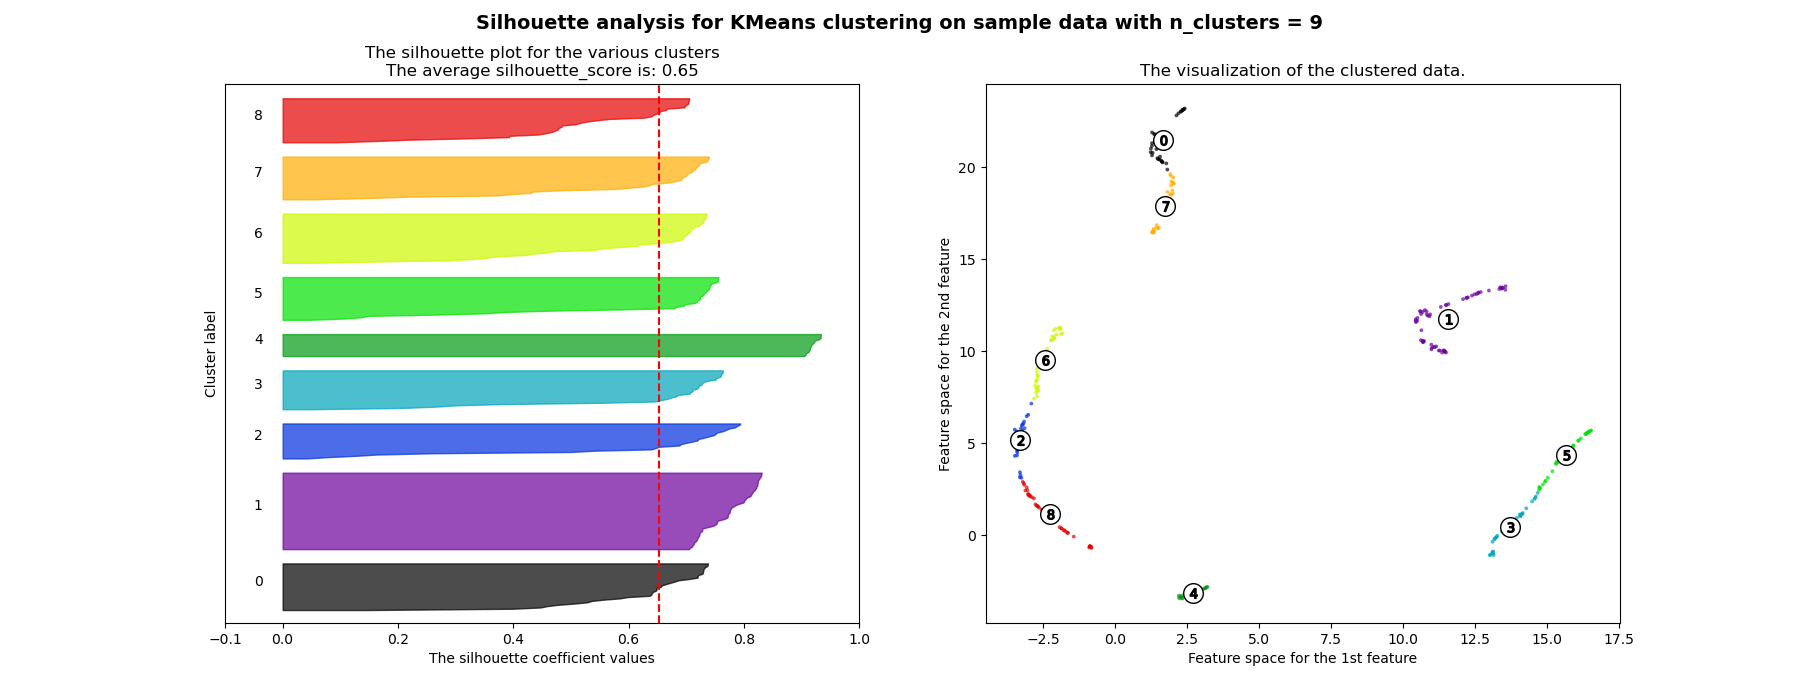 Silhouette analysis for KMeans clustering on sample data with n_clusters = 9
The silhouette plot for the various clusters
The average silhouette_score is: 0.65
Cluster label
8
7
6
5
4
3
2
1
0
−0.1 0.0 0.2 0.4 0.6 0.8 1.0
The silhouette coefficient values
The visualization of the clustered data.
Feature space for the 2nd feature
20
15
10
5
0
0
7
1
6
2
5
8
3
4
−2.5 0.0 2.5 5.0 7.5 10.0 12.5 15.0 17.5
Feature space for the 1st feature